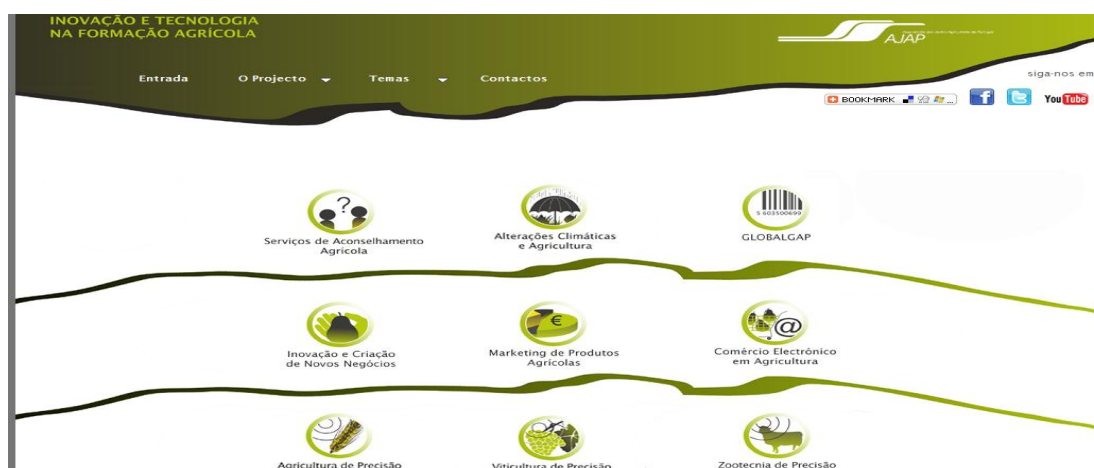 INOVAÇÃO E TECNOLOGIA
NA FORMAÇÃO AGRÍCOLA
AJAP
Entrada
O Projecto
Temas
Contactos
siga-nos em
BOOKMARK
You Tube
Serviços de Aconselhamento
Agrícola
Alterações Climáticas
e Agricultura
5 603500699
GLOBALGAP
Inovação e Criação
de Novos Negócios
Marketing de Produtos
Agrícolas
Comércio Electrónico
em Agricultura
Agricultura de Precisão
Viticultura de Precisão
Zootecnia de Precisão